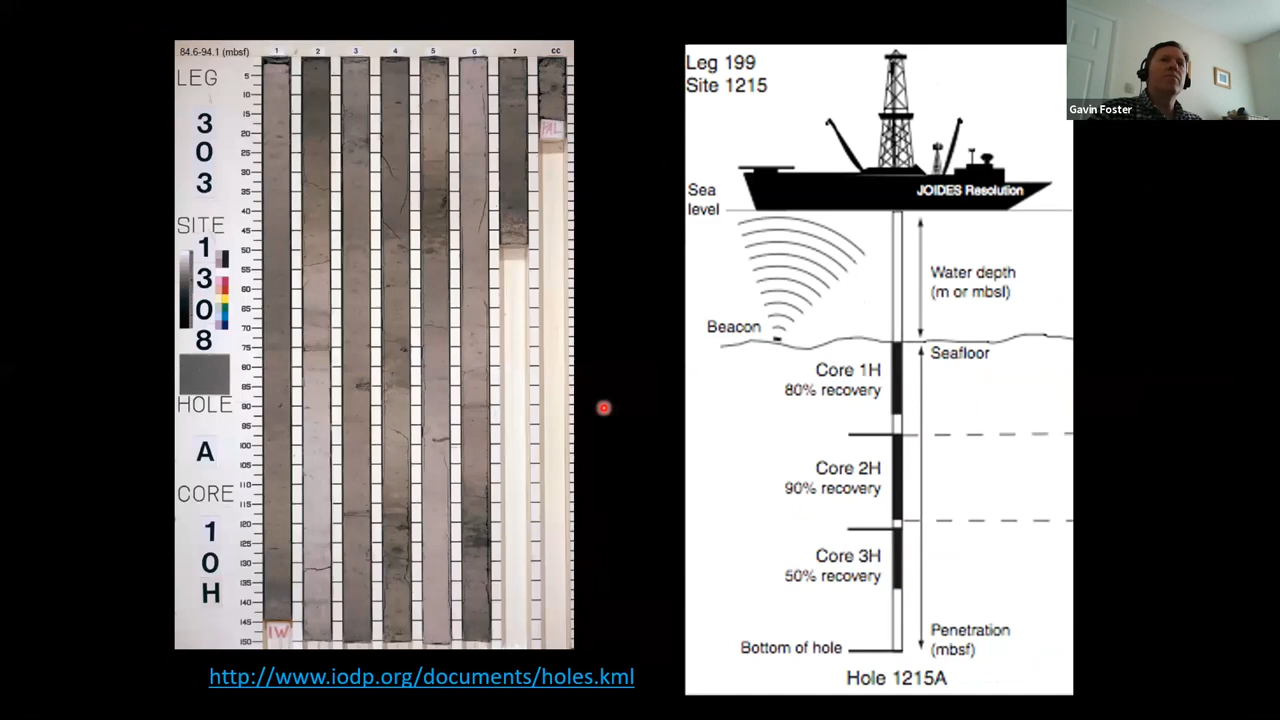 84.6-94.1 (mbsf)
1 2 3 4 5 6 7 CC
LEG
3
0
3
SITE
1
3
0
8
HOLE
A
CORE
1
0
H
5
10
15
20
25
30
35
40
45
50
55
60
65
70
75
80
85
90
95
100
105
110
115
120
125
130
135
140
145
150
PAL
IW
http://www.iodp.org/documents/holes.kml
Leg 199
Site 1215
JOIDES Resolution
Sea
level
Water depth
(m or mbsl)
Beacon
Seafloor
Core 1H
80% recovery
Core 2H
90% recovery
Core 3H
50% recovery
Bottom of hole
Penetration
(mbsf)
Hole 1215A
Gavin Foster